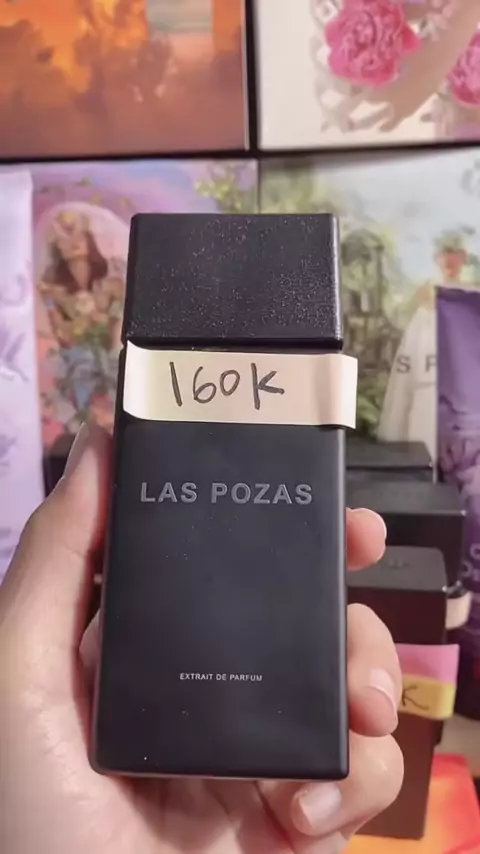 160K
LAS POZAS
EXTRAIT DE PARFUM
K